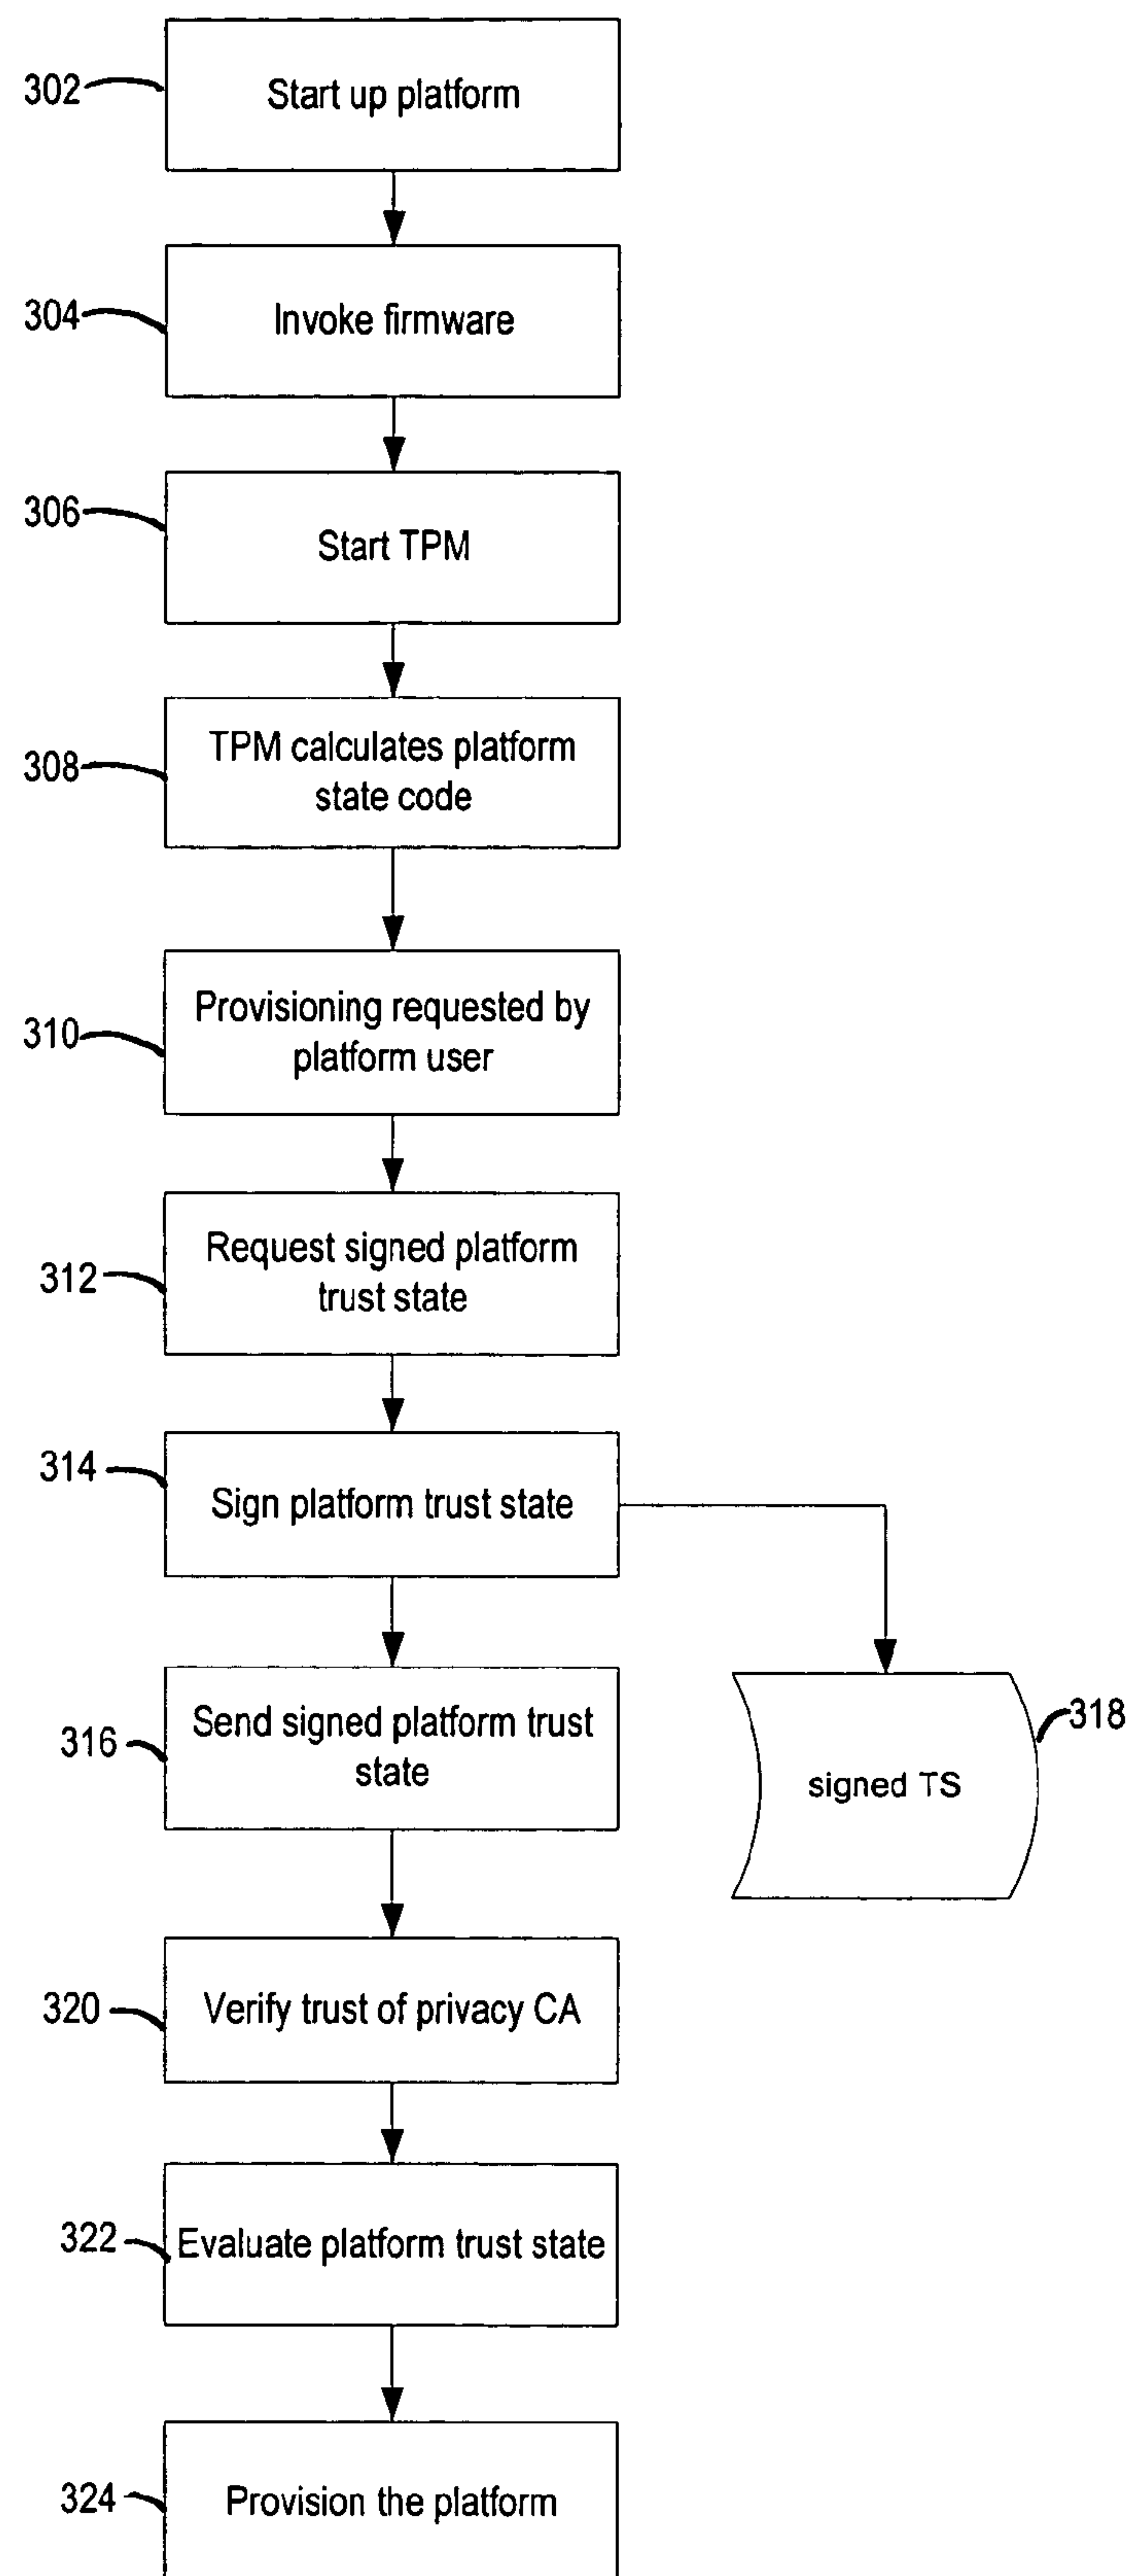 302
Start up platform
304
Invoke firmware
306
Start TPM
308
TPM calculates platform
state code
310
Provisioning requested by
platform user
312
Request signed platform
trust state
314
Sign platform trust state
316
Send signed platform trust
state
318
signed TS
320
Verify trust of privacy CA
322
Evaluate platform trust state
324
Provision the platform